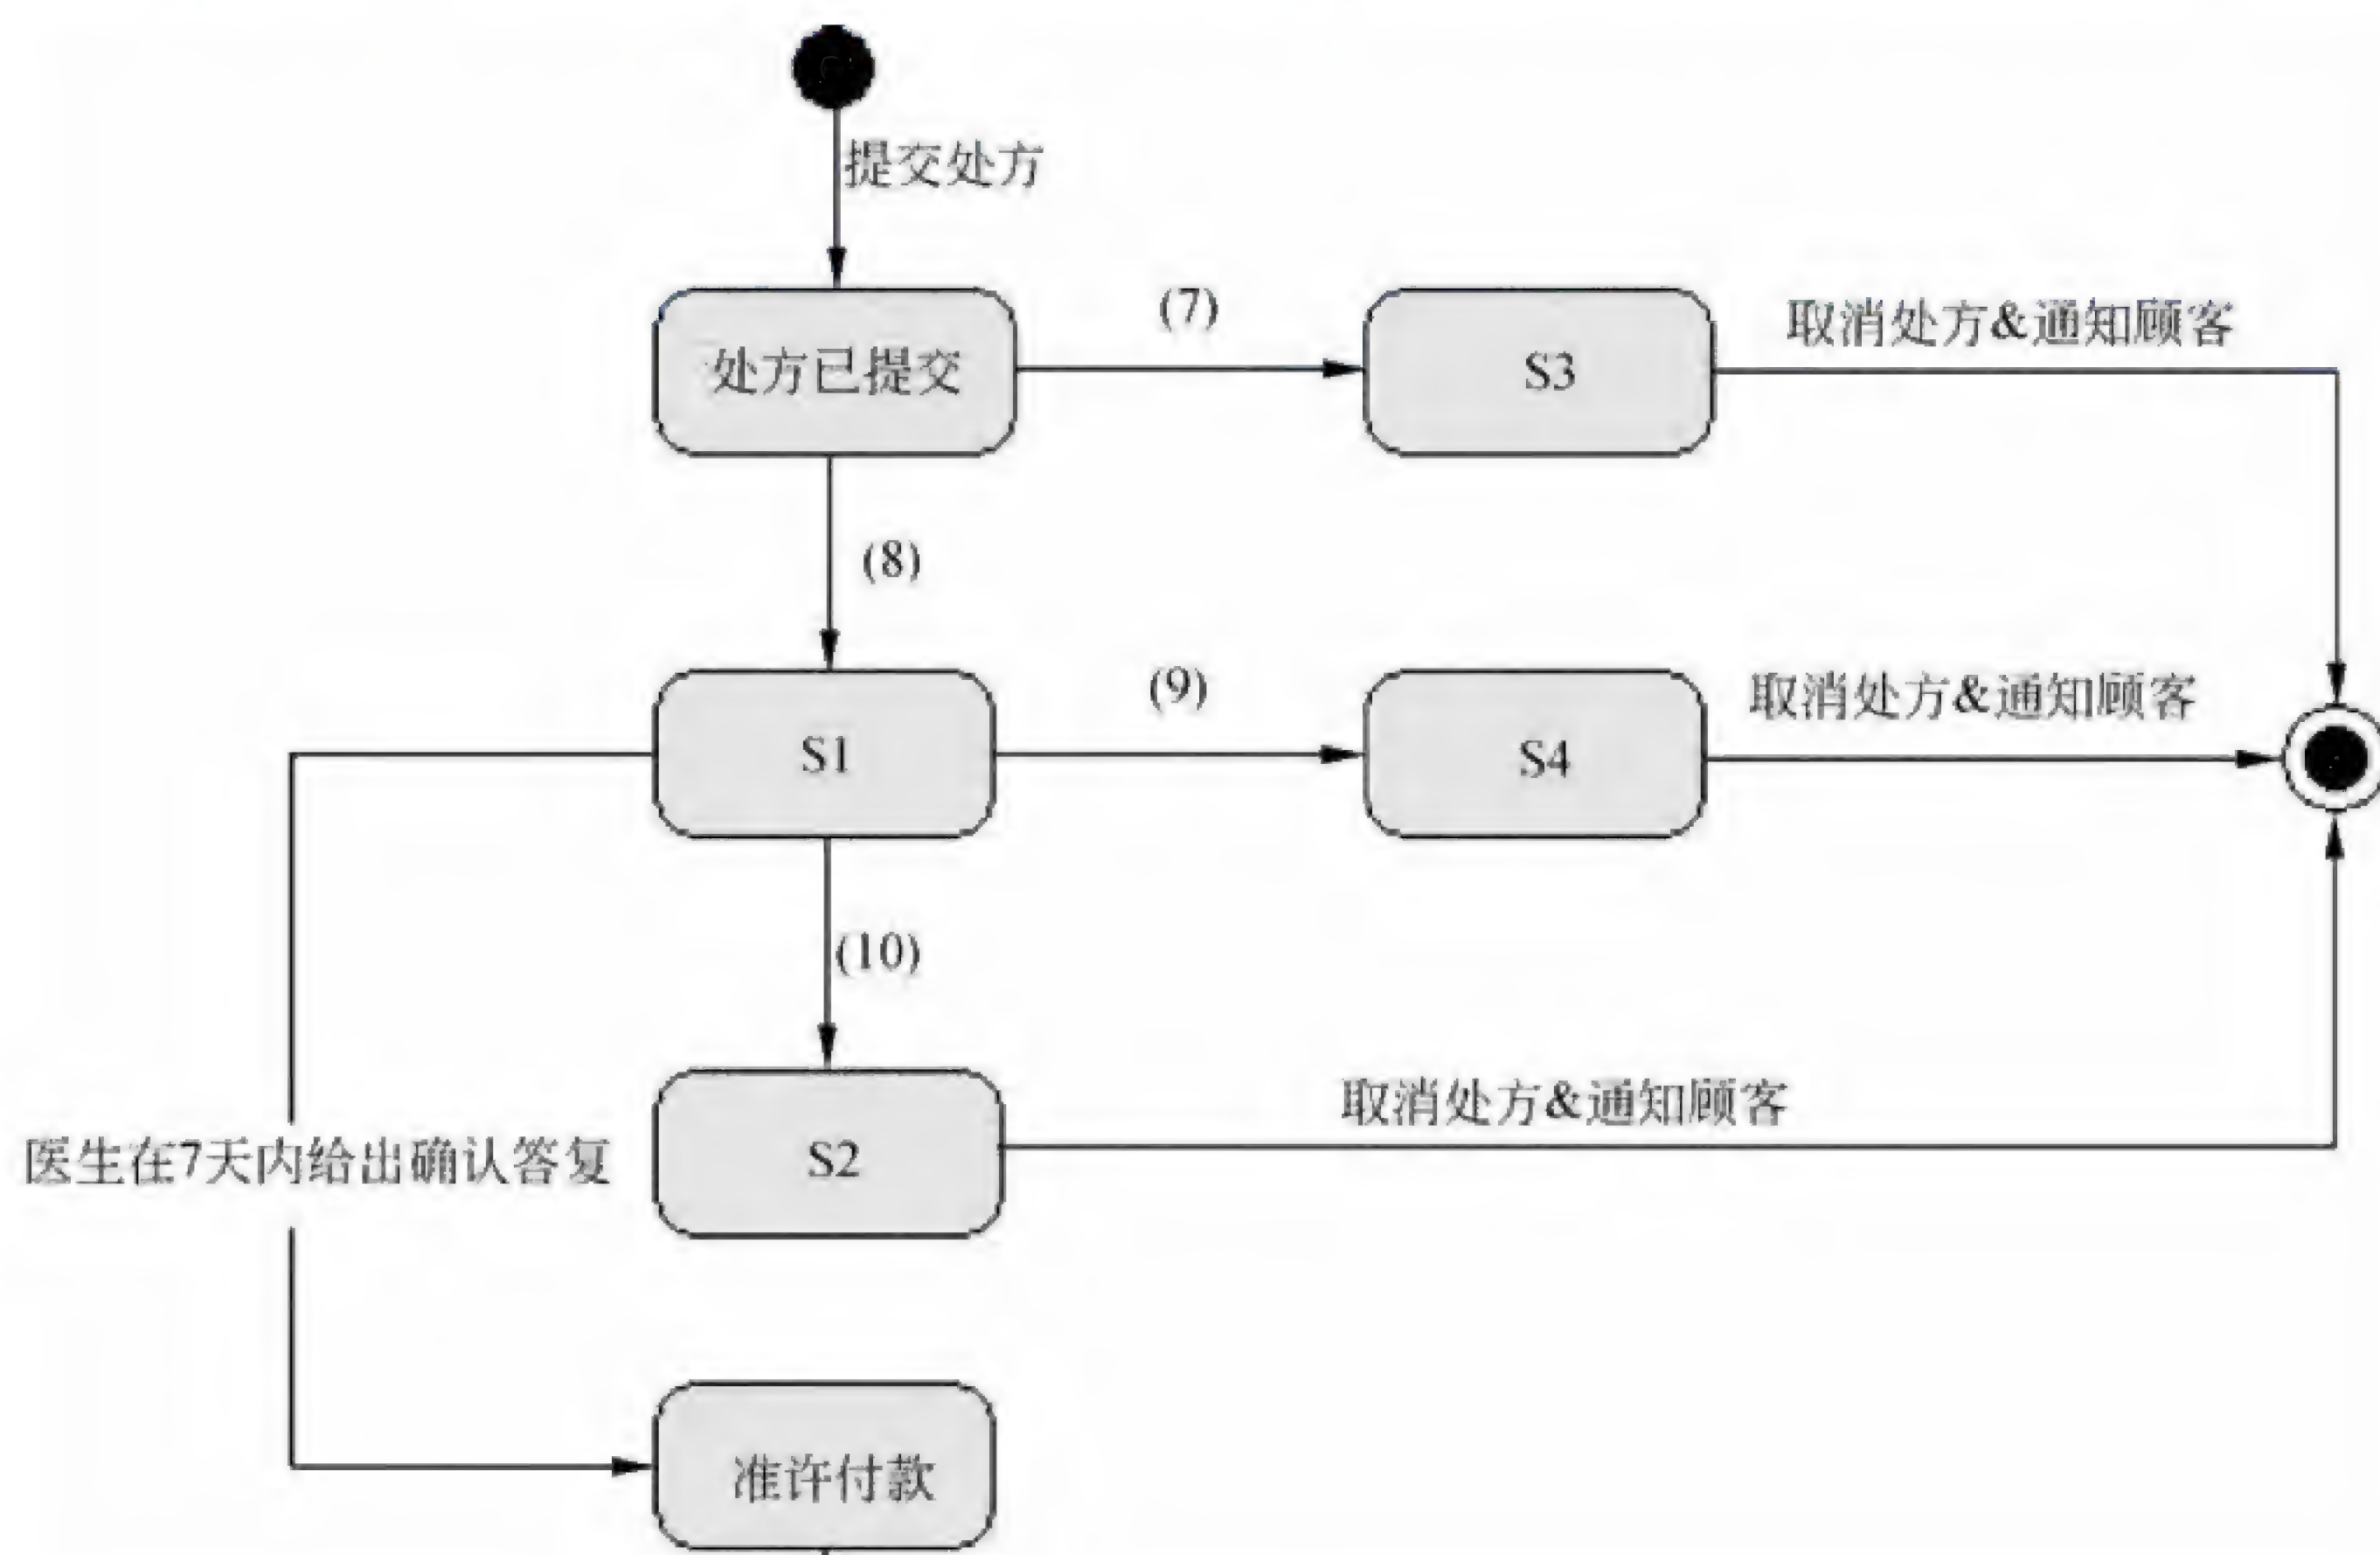 提交处方
(7)
取消处方&通知顾客
处方已提交
S3
(8)
(9)
取消处方&通知顾客
S1
S4
(10)
取消处方&通知顾客
医生在7天内给出确认答复
S2
准许付款